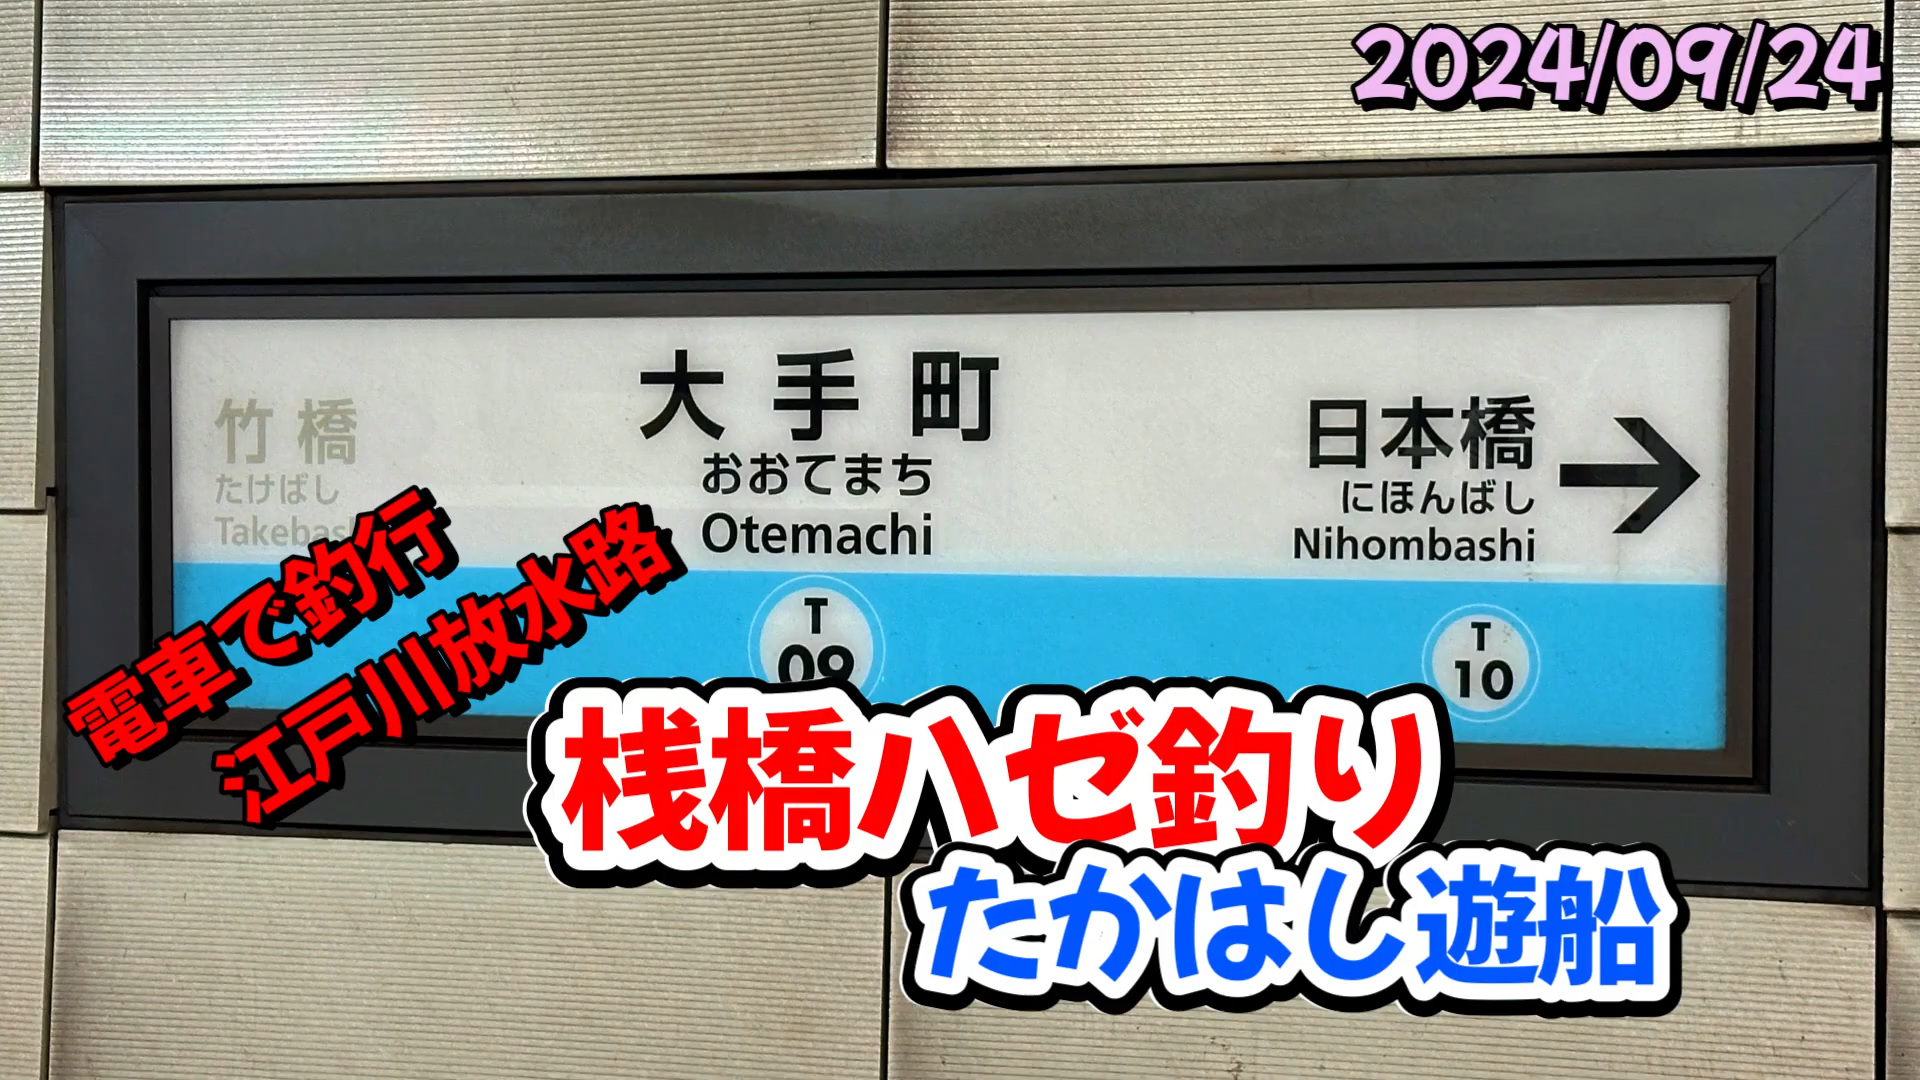 2024/09/24
竹橋
たけばし
Takebas
大手町
おおてまち
Otemachi
日本橋
にほんばし
Nihombashi
T
09
T
10
電車で釣行
江戸川放水路
桟橋ハゼ釣り
たかはし遊船